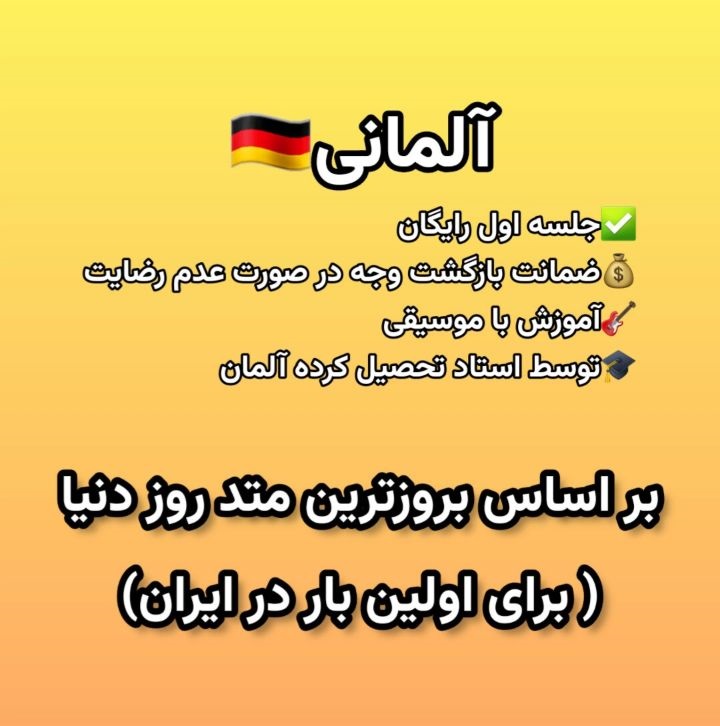 آلمانی🇩🇪
✅جلسه اول رایگان
💰ضمانت بازگشت وجه در صورت عدم رضایت
🎸آموزش با موسیقی
🎓توسط استاد تحصیل کرده آلمان
بر اساس بروزترین متد روز دنیا
( برای اولین بار در ایران)